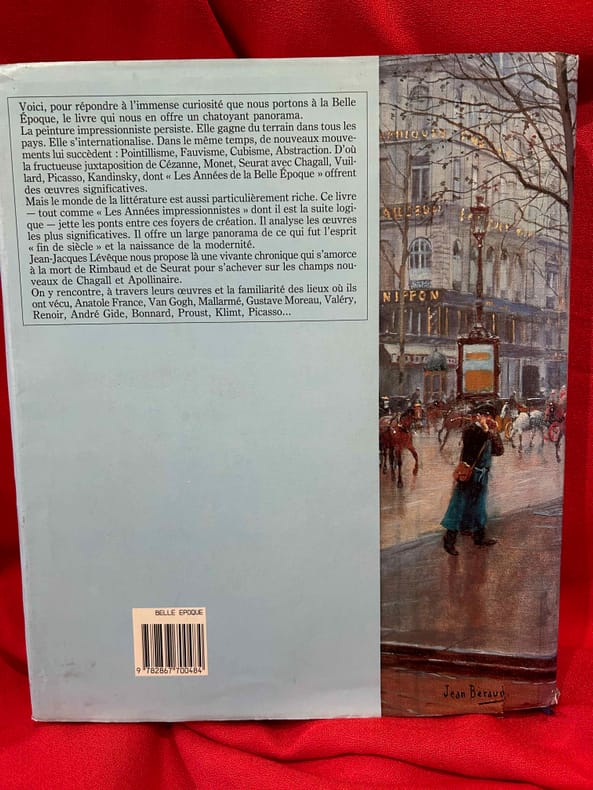 Voici, pour répondre à l'immense curiosité que nous portons à la Belle
Époque, le livre qui nous en offre un chatoyant panorama.
La peinture impressionniste persiste. Elle gagne du terrain dans tous les
pays. Elle s'internationalise. Dans le même temps, de nouveaux mouve-
ments lui succèdent : Pointillisme, Fauvisme, Cubisme, Abstraction. D'où
la fructueuse juxtaposition de Cézanne, Monet, Seurat avec Chagall, Vuil-
lard, Picasso, Kandinsky, dont « Les Années de la Belle Époque » offrent
des œuvres significatives.
Mais le monde de la littérature est aussi particulièrement riche. Ce livre
— tout comme « Les Années impressionnistes » dont il est la suite logi-
que — jette les ponts entre ces foyers de création. Il analyse les œuvres
les plus significatives. Il offre un large panorama de ce qui fut l'esprit
« fin de siècle » et la naissance de la modernité.
Jean-Jacques Lévêque nous propose là une vivante chronique qui s'amorce
à la mort de Rimbaud et de Seurat pour s'achever sur les champs nou-
veaux de Chagall et Apollinaire.
On y rencontre, à travers leurs œuvres et la familiarité des lieux où ils
ont vécu, Anatole France, Van Gogh, Mallarmé, Gustave Moreau, Valéry,
Renoir, André Gide, Bonnard, Proust, Klimt, Picasso...
BELLE EPOQUE
9 782867 700484
Jean Béraud.